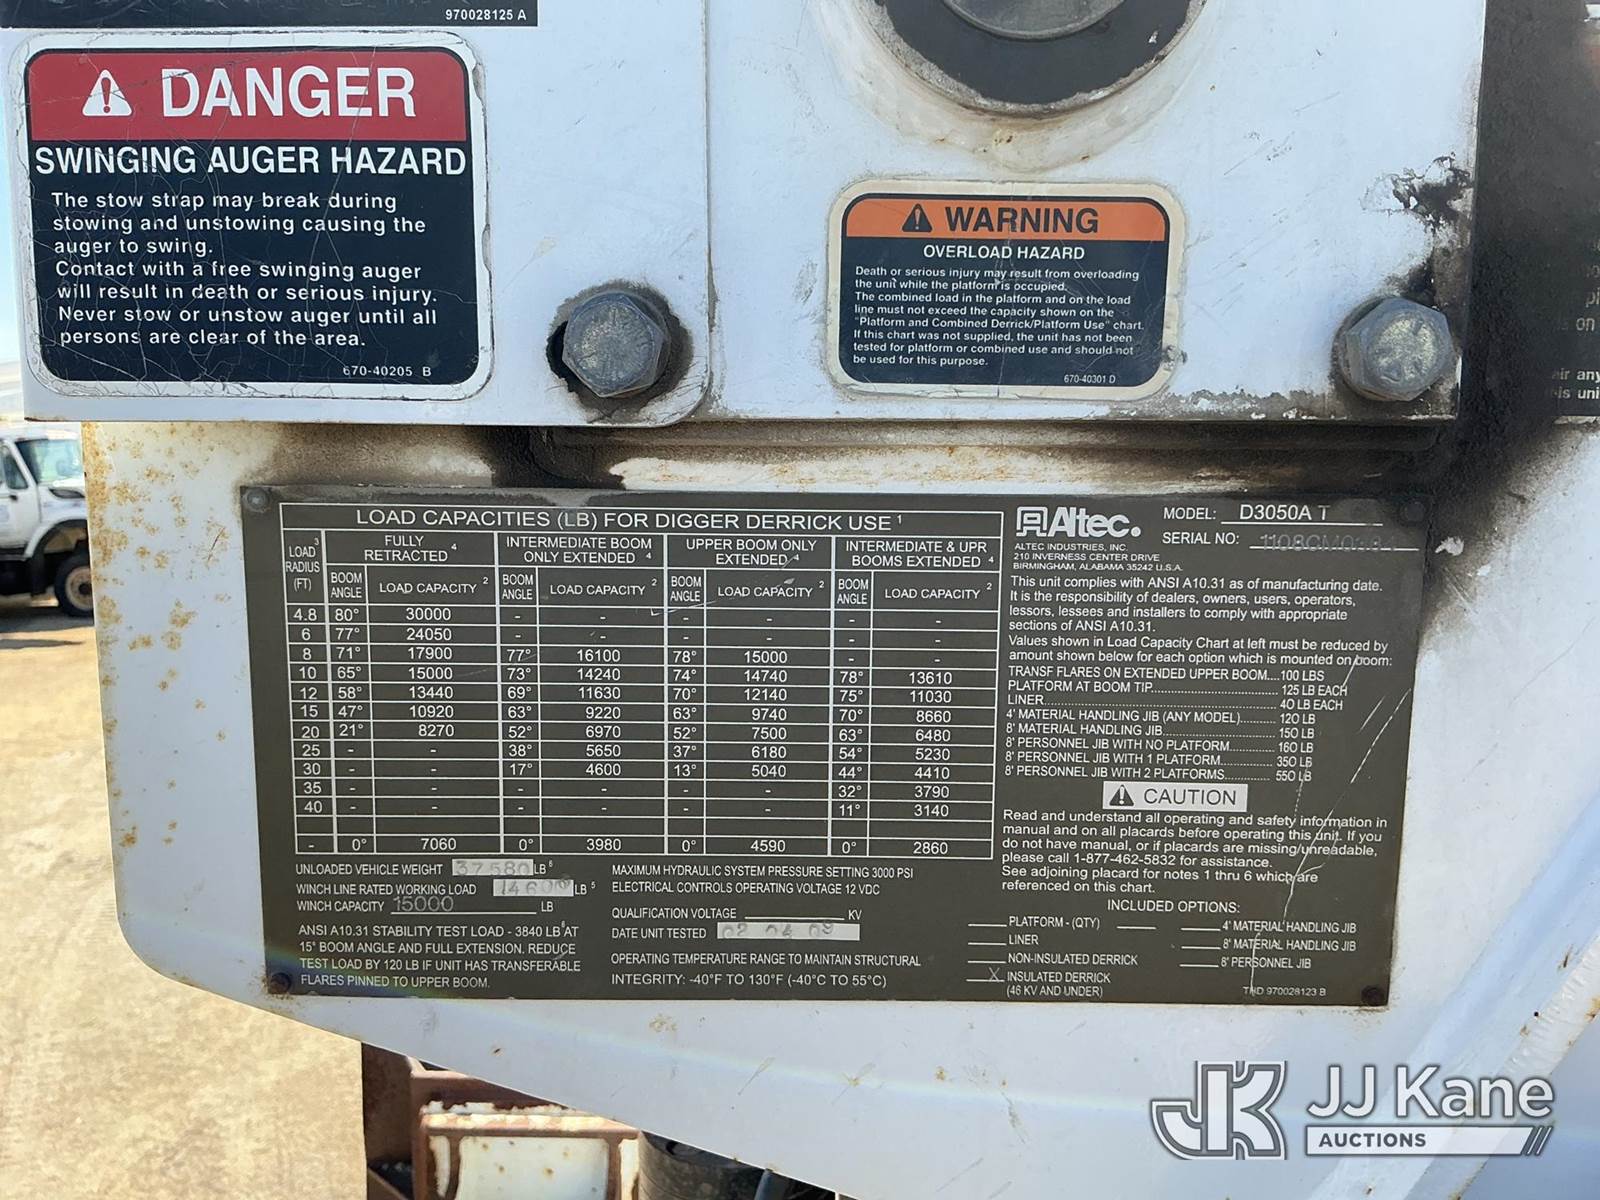 970028125 A
DANGER
SWINGING AUGER HAZARD
The stow strap may break during
stowing and unstowing causing the
auger to swing.
Contact with a free swinging auger
will result in death or serious injury.
Never stow or unstow auger until all
persons are clear of the area.
670-40205 B
WARNING
OVERLOAD HAZARD
Death or serious injury may result from overloading
the unit while the platform is occupied.
The combined load in the platform and on the load
line must not exceed the capacity shown on the
"Platform and Combined Derrick/Platform Use" chart.
If this chart was not supplied, the unit has not been
tested for platform or combined use and should not
be used for this purpose.
670-40301 D
LOAD CAPACITIES (LB) FOR DIGGER DERRICK USE 1
LOAD 3 RADIUS (FT) FULLY RETRACTED 4 INTERMEDIATE BOOM ONLY EXTENDED 4 UPPER BOOM ONLY EXTENDED 4 INTERMEDIATE & UPR BOOMS EXTENDED 4
BOOM ANGLE LOAD CAPACITY 2 BOOM ANGLE LOAD CAPACITY 2 BOOM ANGLE LOAD CAPACITY 2 BOOM ANGLE LOAD CAPACITY 2
4.8 80° 30000 - - - - - -
6 77° 24050 - - - - - -
8 71° 17900 77° 16100 78° 15000 - -
10 65° 15000 73° 14240 74° 14740 78° 13610
12 58° 13440 69° 11630 70° 12140 75° 11030
15 47° 10920 63° 9220 63° 9740 70° 8660
20 21° 8270 52° 6970 52° 7500 63° 6480
25 - - 38° 5650 37° 6180 54° 5230
30 - - 17° 4600 13° 5040 44° 4410
35 - - - - - - 32° 3790
40 - - - - - - 11° 3140
- 0° 7060 0° 3980 0° 4590 0° 2860
UNLOADED VEHICLE WEIGHT 37580 LB 6
WINCH LINE RATED WORKING LOAD LB 5
WINCH CAPACITY 15000 LB
ANSI A10.31 STABILITY TEST LOAD - 3840 LB 6 AT
15° BOOM ANGLE AND FULL EXTENSION. REDUCE
TEST LOAD BY 120 LB IF UNIT HAS TRANSFERABLE
FLARES PINNED TO UPPER BOOM.
MAXIMUM HYDRAULIC SYSTEM PRESSURE SETTING 3000 PSI
ELECTRICAL CONTROLS OPERATING VOLTAGE 12 VDC
QUALIFICATION VOLTAGE KV
DATE UNIT TESTED 02 04 09
OPERATING TEMPERATURE RANGE TO MAINTAIN STRUCTURAL
INTEGRITY: -40°F TO 130°F (-40°C TO 55°C)
Altec.
ALTEC INDUSTRIES, INC.
210 INVERNESS CENTER DRIVE
BIRMINGHAM, ALABAMA 35242 U.S.A.
MODEL: D3050A T
SERIAL NO:
This unit complies with ANSI A10.31 as of manufacturing date.
It is the responsibility of dealers, owners, users, operators,
lessors, lessees and installers to comply with appropriate
sections of ANSI A10.31.
Values shown in Load Capacity Chart at left must be reduced by
amount shown below for each option which is mounted on boom:
TRANSF FLARES ON EXTENDED UPPER BOOM....100 LBS
PLATFORM AT BOOM TIP.............125 LB EACH
LINER.............40 LB EACH
4' MATERIAL HANDLING JIB (ANY MODEL)..........120 LB
8' MATERIAL HANDLING JIB.............150 LB
8' PERSONNEL JIB WITH NO PLATFORM............160 LB
8' PERSONNEL JIB WITH 1 PLATFORM.............350 LB
8' PERSONNEL JIB WITH 2 PLATFORMS............550 LB
CAUTION
Read and understand all operating and safety information in
manual and on all placards before operating this unit. If you
do not have manual, or if placards are missing/unreadable,
please call 1-877-462-5832 for assistance.
See adjoining placard for notes 1 thru 6 which are
referenced on this chart.
INCLUDED OPTIONS:
PLATFORM - (QTY)
LINER
NON-INSULATED DERRICK
X INSULATED DERRICK
(46 KV AND UNDER)
4' MATERIAL HANDLING JIB
8' MATERIAL HANDLING JIB
8' PERSONNEL JIB
970028123 B
JK JJ Kane
AUCTIONS